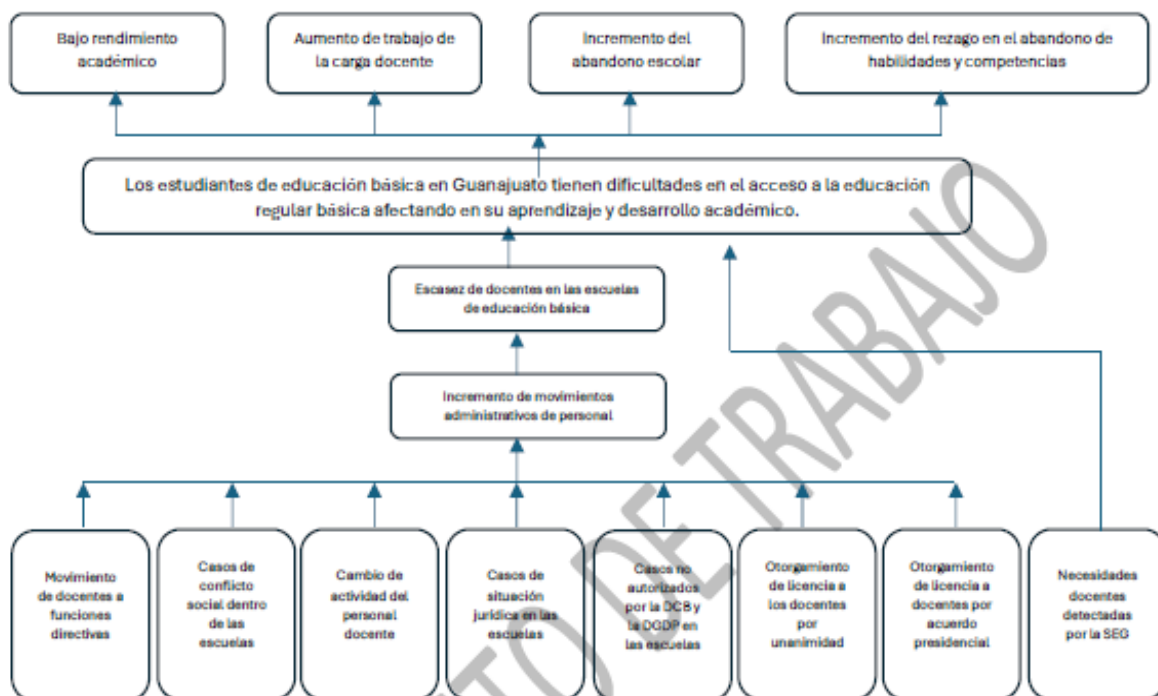 Bajo rendimiento
académico
Aumento de trabajo de
la carga docente
Incremento del
abandono escolar
Incremento del rezago en el abandono de
habilidades y competencias
Los estudiantes de educación básica en Guanajuato tienen dificultades en el acceso a la educación
regular básica afectando en su aprendizaje y desarrollo académico.
Escasez de docentes en las escuelas
de educación básica
Incremento de movimientos
administrativos de personal
Movimiento
de docentes a
funciones
directivas
Casos de
conflicto
social dentro
de las
escuelas
Cambio de
actividad del
personal
docente
Casos de
situación
jurídica en las
escuelas
Casos no
autorizados
por la DCB y
la DGDP en
las escuelas
Otorgamiento
de licencia a
los docentes
por
unanimidad
Otorgamiento
de licencia a
docentes por
acuerdo
presidencial
Necesidades
docentes
detectadas
por la SEG
TO DE TRABAJO